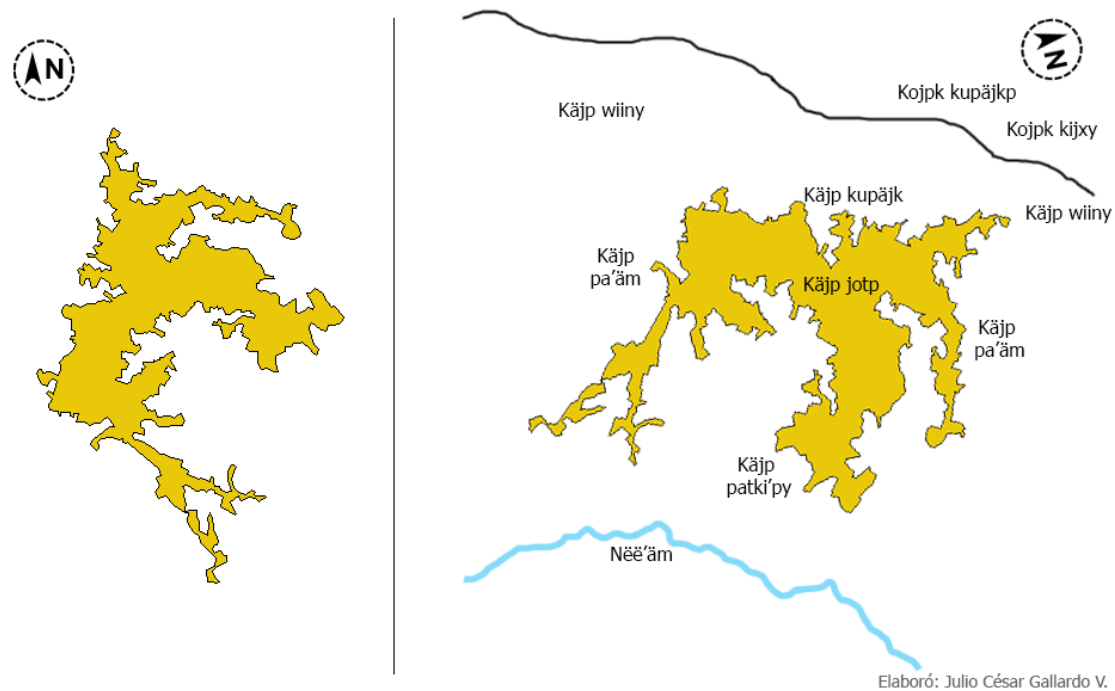 N
N
Kojpk kupäjkp
Käjp wiiny
Kojpk kijxy
Käjp kupäjk
Käjp wiiny
Käjp
pa'äm
Käjp jotp
Käjp
pa'äm
Käjp
patki'py
Nëë'äm
Elaboró: Julio César Gallardo V.